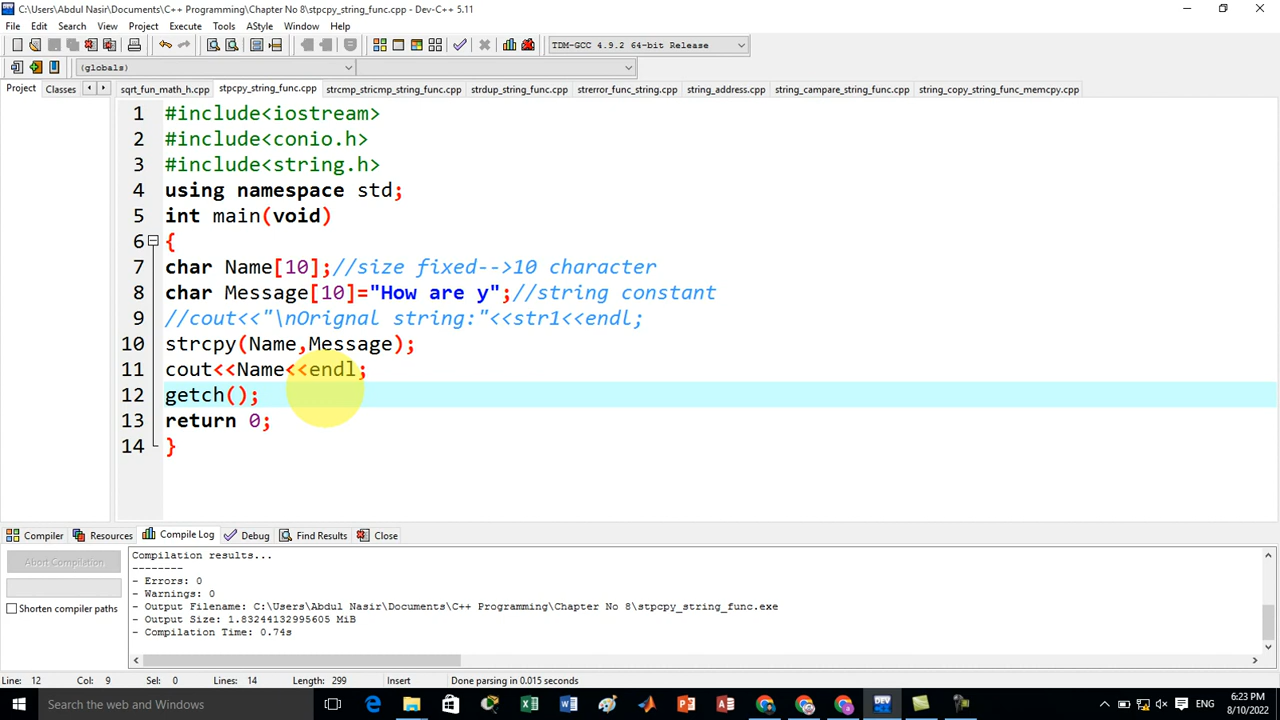 C:\Users\Abdul Nasir\Documents\C++ Programming\Chapter No 8\stpcpy_string_func.cpp - Dev-C++ 5.11
File Edit Search View Project Execute Tools AStyle Window Help
TDM-GCC 4.9.2 64-bit Release
(globals)
Project Classes sqrt_fun_math_h.cpp stpcpy_string_func.cpp strcmp_stricmp_string_func.cpp strdup_string_func.cpp strerror_func_string.cpp string_address.cpp string_campare_string_func.cpp string_copy_string_func_memcpy.cpp
1 #include<iostream>
2 #include<conio.h>
3 #include<string.h>
4 using namespace std;
5 int main(void)
6 {
7 char Name[10];//size fixed-->10 character
8 char Message[10]="How are y";//string constant
9 //cout<<"\nOrignal string:"<<str1<<endl;
10 strcpy(Name,Message);
11 cout<<Name<<endl;
12 getch();
13 return 0;
14 }
Compiler Resources Compile Log Debug Find Results Close
Abort Compilation
Shorten compiler paths
Compilation results...
--------
- Errors: 0
- Warnings: 0
- Output Filename: C:\Users\Abdul Nasir\Documents\C++ Programming\Chapter No 8\stpcpy_string_func.exe
- Output Size: 1.83244132995605 MiB
- Compilation Time: 0.74s
Line: 12 Col: 9 Sel: 0 Lines: 14 Length: 299 Insert Done parsing in 0.015 seconds
Search the web and Windows
ENG
6:23 PM
8/10/2022